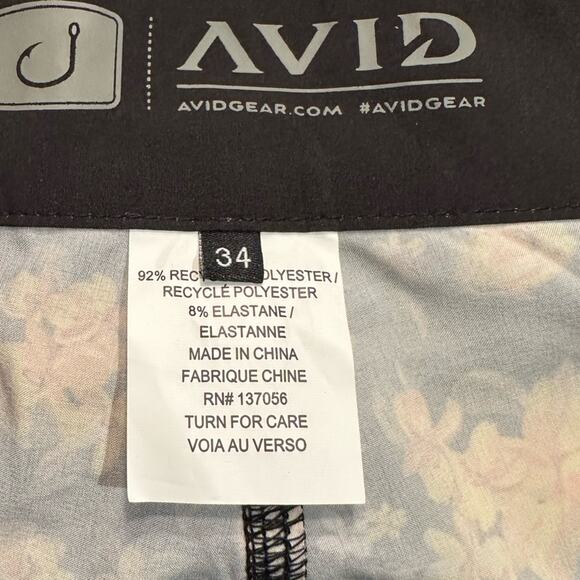 AVID
AVIDGEAR.COM #AVIDGEAR
34
92% POLYESTER /
RECYCLÉ POLYESTER
8% ELASTANE /
ELASTANNE
MADE IN CHINA
FABRIQUE CHINE
RN# 137056
TURN FOR CARE
VOIA AU VERSO